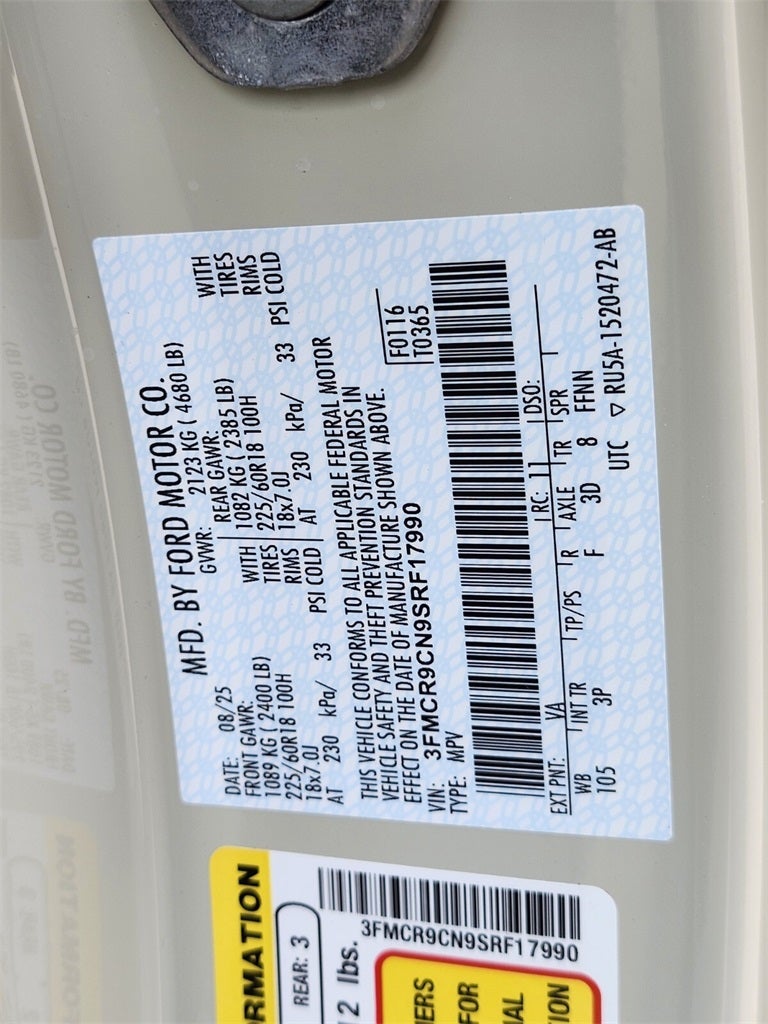 MFD. BY FORD MOTOR CO.
DATE: 08/25 GVWR: 2123 KG ( 4680 LB)
FRONT GAWR: REAR GAWR:
1089 KG ( 2400 LB) WITH 1082 KG ( 2385 LB) WITH
225/60R18 100H TIRES 225/60R18 100H TIRES
18x7.0J RIMS 18x7.0J RIMS
AT 230 kPa/ 33 PSI COLD AT 230 kPa/ 33 PSI COLD
THIS VEHICLE CONFORMS TO ALL APPLICABLE FEDERAL MOTOR
VEHICLE SAFETY AND THEFT PREVENTION STANDARDS IN
EFFECT ON THE DATE OF MANUFACTURE SHOWN ABOVE.
VIN: 3FMCR9CN9SRF17990 F0116
TYPE: MPV T0365
EXT PNT: VA RC: 11 DSO:
WB INT TR TP/PS R AXLE TR SPR
105 3P F 3D 8 FFNN
UTC ▽ RU5A-1520472-AB
RMATION
REAR: 3
12 lbs.
3FMCR9CN9SRF17990